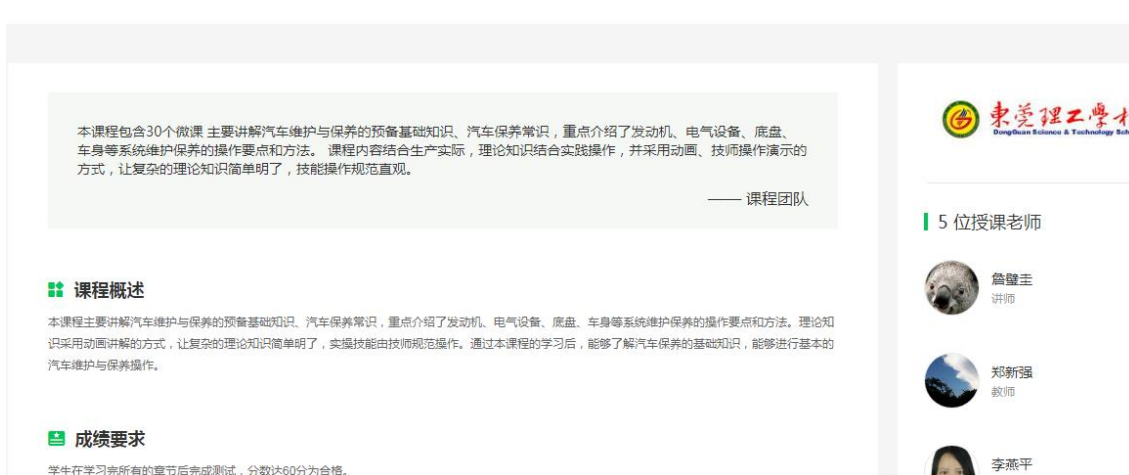 本课程包含30个微课 主要讲解汽车维护与保养的预备基础知识、汽车保养常识，重点介绍了发动机、电气设备、底盘、
车身等系统维护保养的操作要点和方法。 课程内容结合生产实际，理论知识结合实践操作，并采用动画、技师操作演示的
方式，让复杂的理论知识简单明了，技能操作规范直观。
—— 课程团队
课程概述
本课程主要讲解汽车维护与保养的预备基础知识、汽车保养常识，重点介绍了发动机、电气设备、底盘、车身等系统维护保养的操作要点和方法。理论知
识采用动画讲解的方式，让复杂的理论知识简单明了，实操技能由技师规范操作。通过本课程的学习后，能够了解汽车保养的基础知识，能够进行基本的
汽车维护与保养操作。
成绩要求
学生在学习完所有的章节后完成测试，分数达60分为合格。
東莞理工學
DongGuan Science & Technology Sch
5 位授课老师
詹璧圭
讲师
郑新强
教师
李燕平